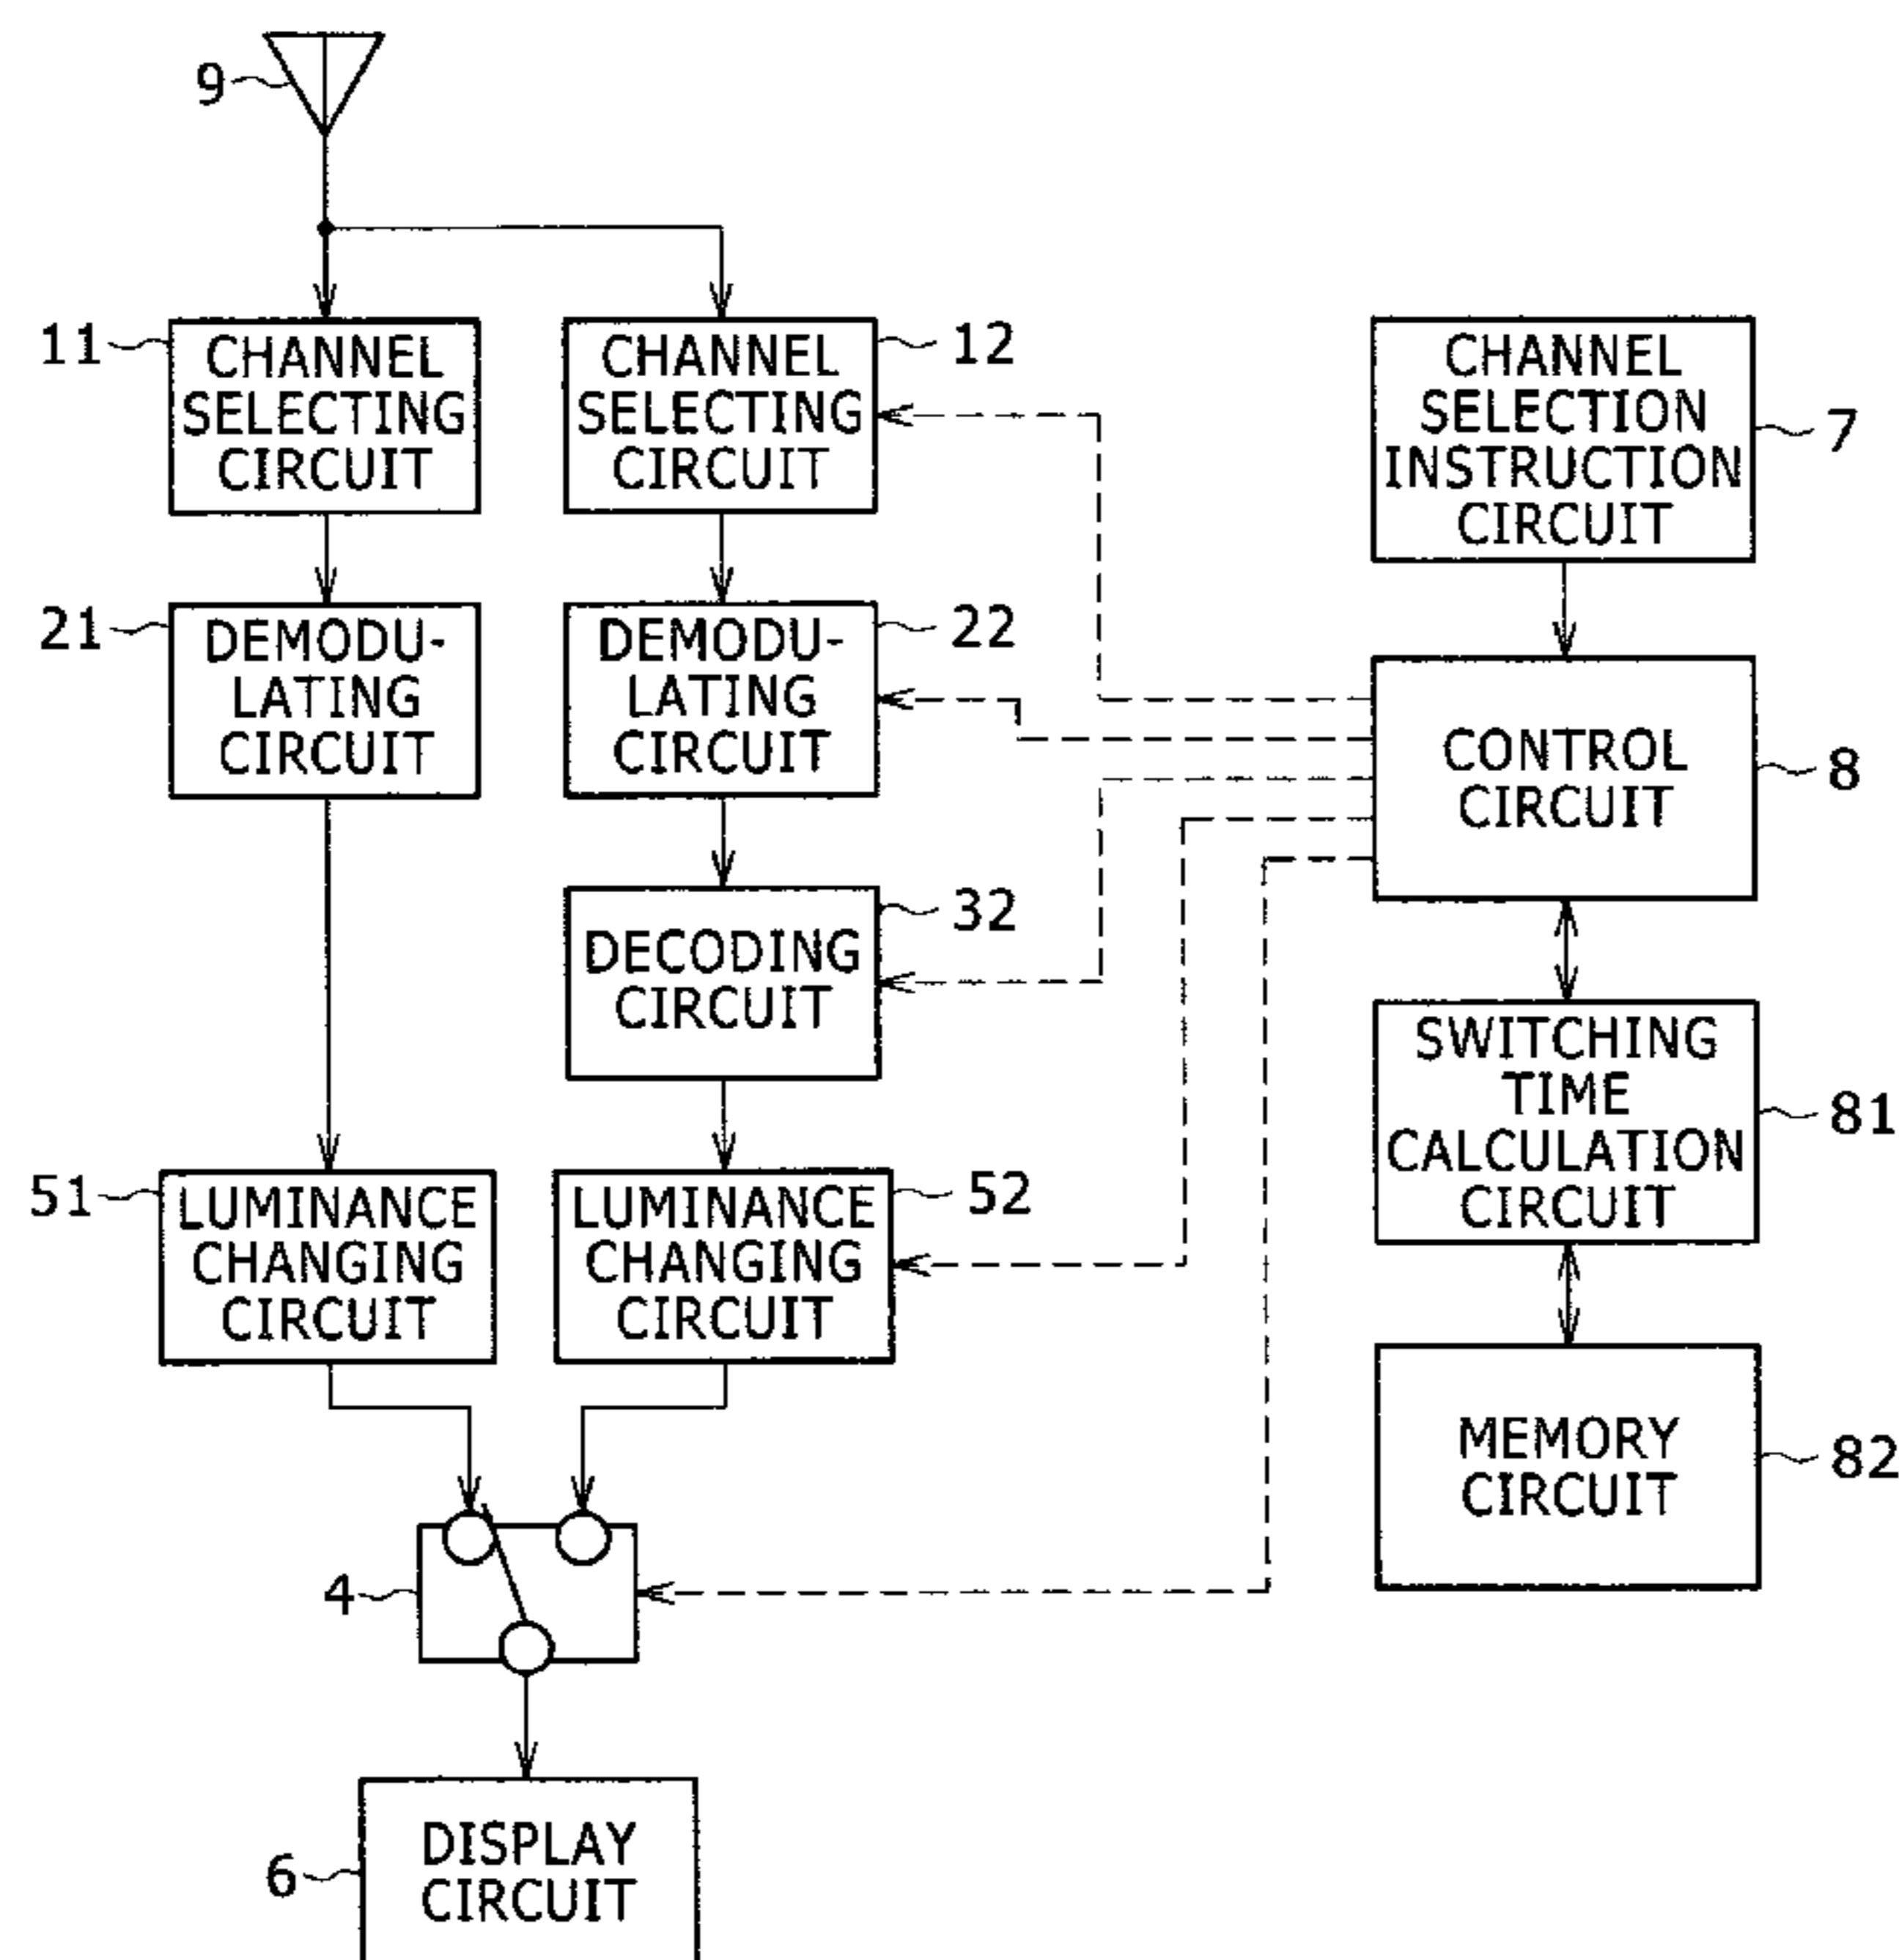 9
11
CHANNEL
SELECTING
CIRCUIT
CHANNEL
SELECTING
CIRCUIT
12
CHANNEL
SELECTION
INSTRUCTION
CIRCUIT
7
21
DEMODU-
LATING
CIRCUIT
DEMODU-
LATING
CIRCUIT
22
CONTROL
CIRCUIT
8
DECODING
CIRCUIT
32
SWITCHING
TIME
CALCULATION
CIRCUIT
81
51
LUMINANCE
CHANGING
CIRCUIT
LUMINANCE
CHANGING
CIRCUIT
52
MEMORY
CIRCUIT
82
4
6
DISPLAY
CIRCUIT